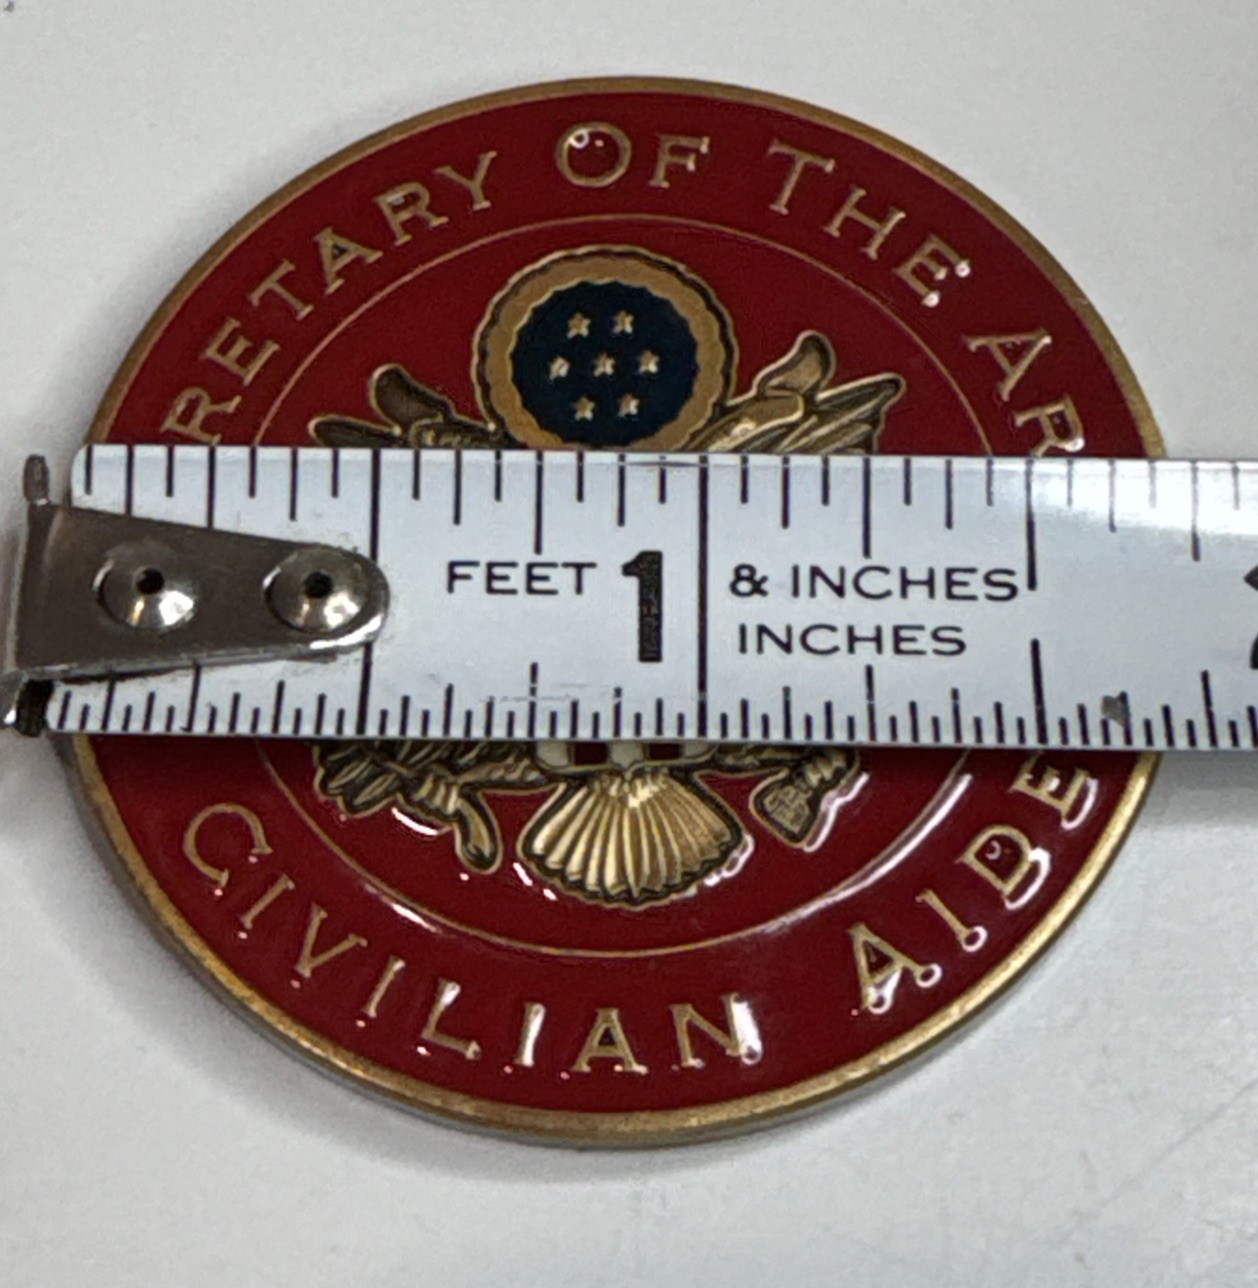 RETARY OF THE AR
FEET 1 & INCHES
INCHES
CIVILIAN AIDE